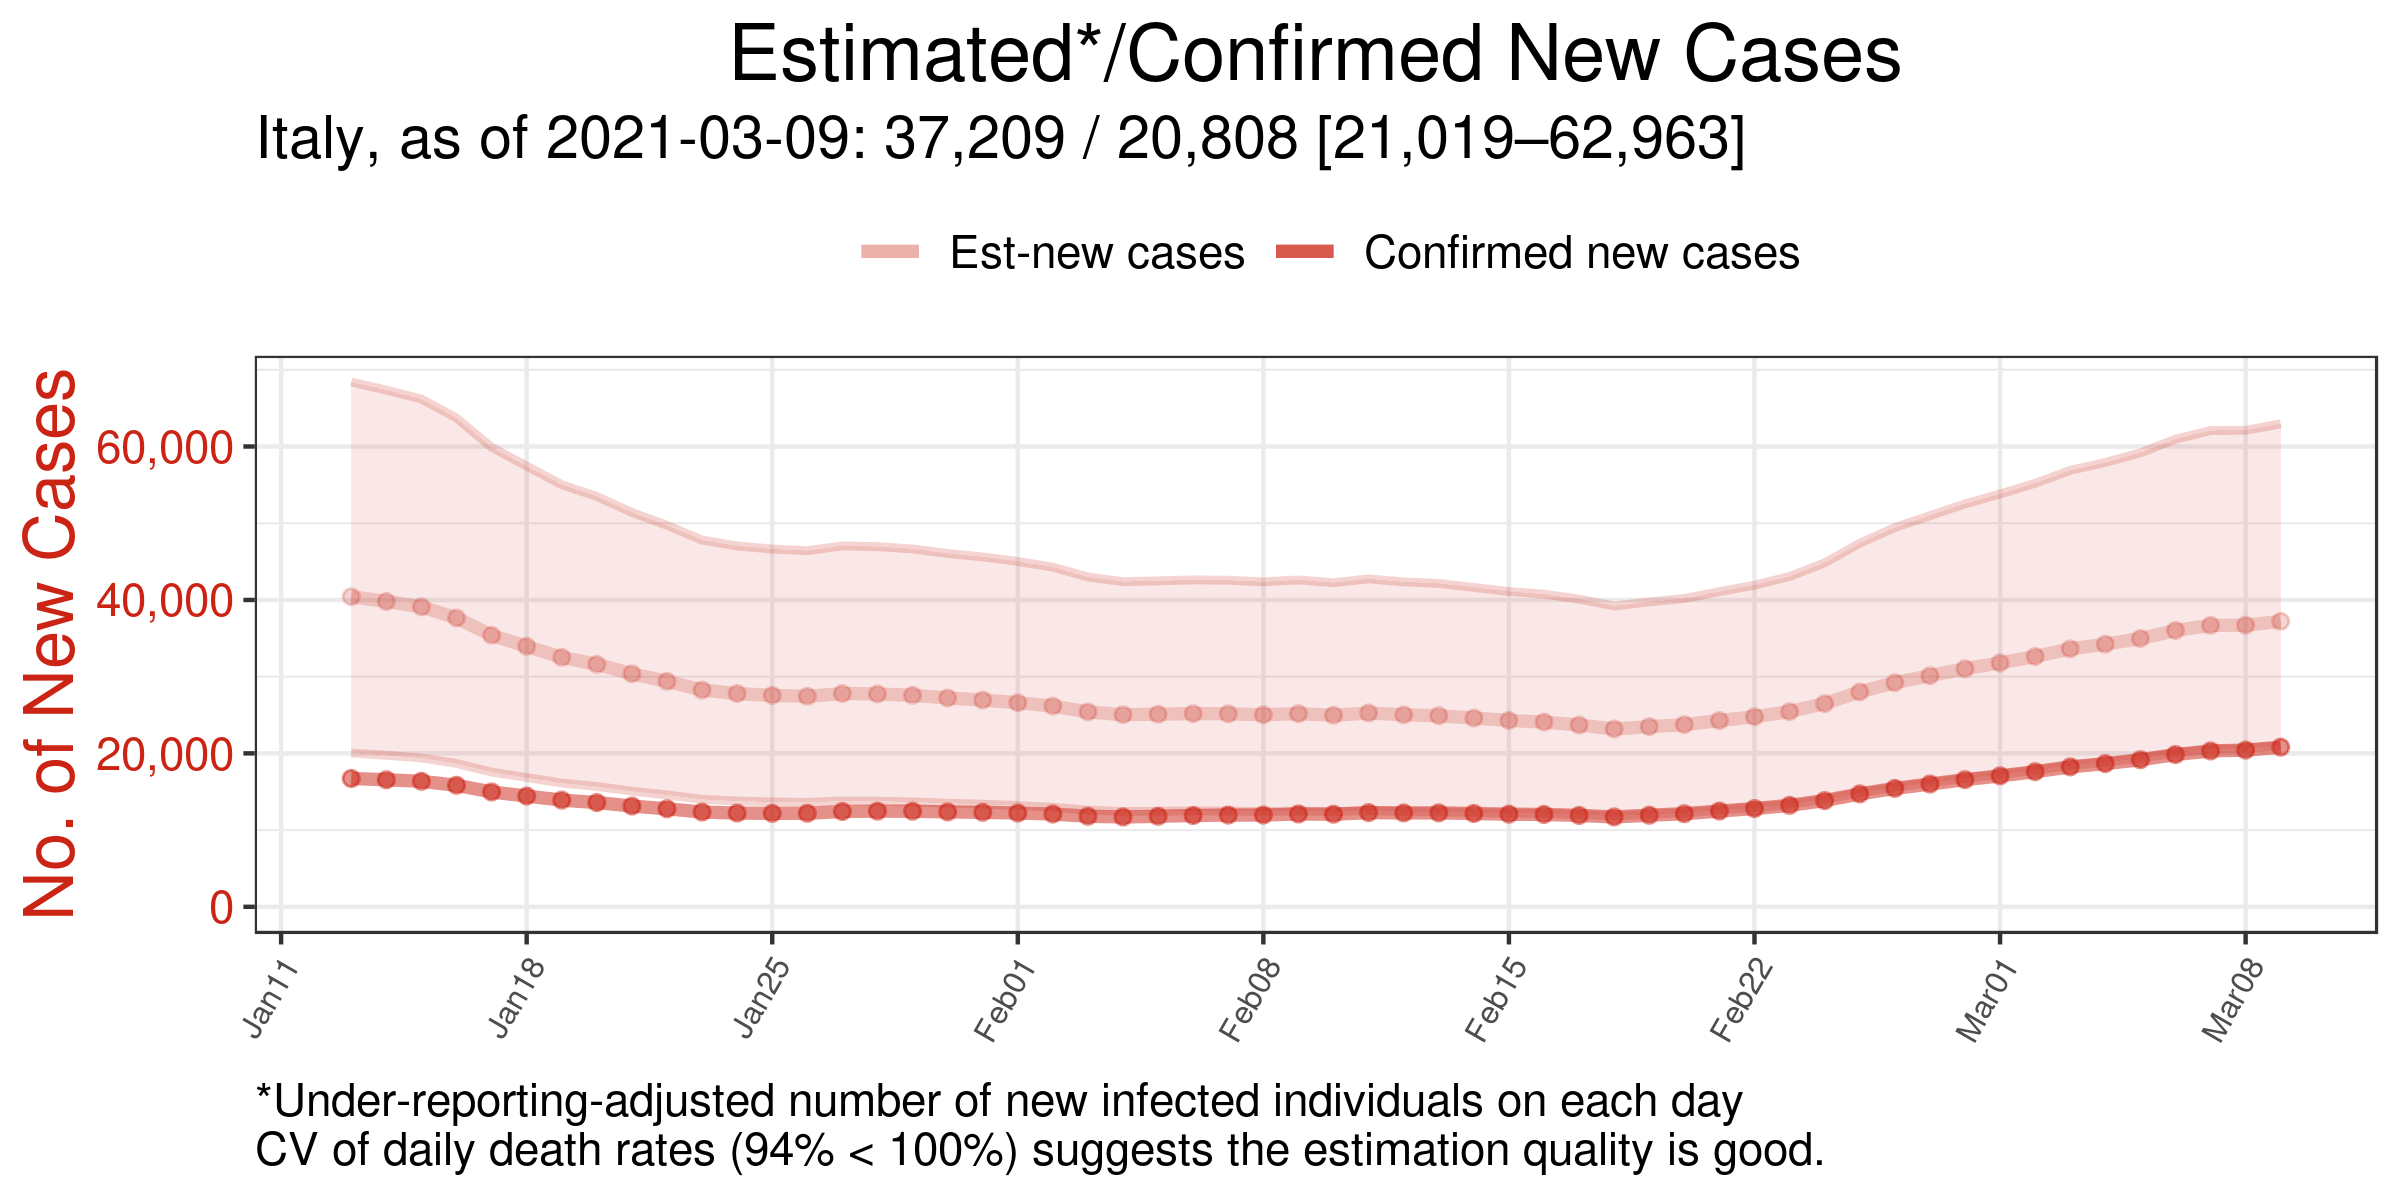 Estimated*/Confirmed New Cases
Italy, as of 2021-03-09: 37,209 / 20,808 [21,019–62,963]
Est-new cases
Confirmed new cases
No. of New Cases
60,000
40,000
20,000
0
Jan11
Jan18
Jan25
Feb01
Feb08
Feb15
Feb22
Mar01
Mar08
*Under-reporting-adjusted number of new infected individuals on each day
CV of daily death rates (94% < 100%) suggests the estimation quality is good.